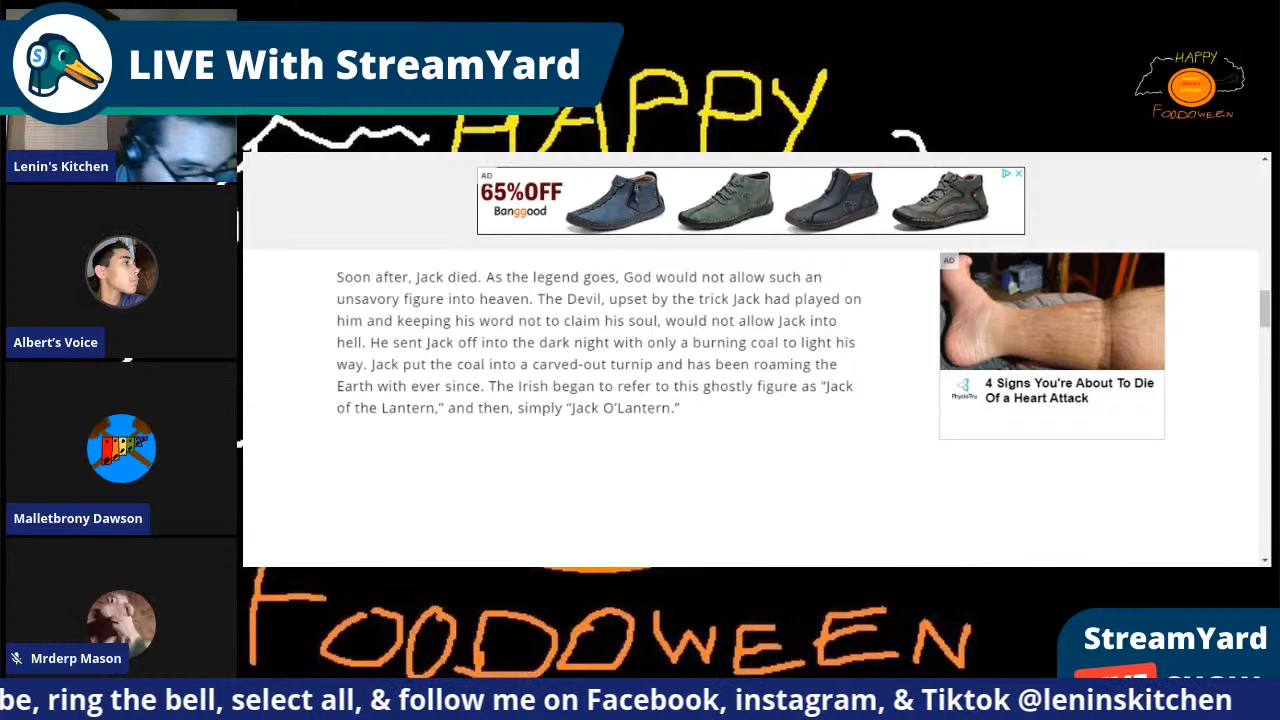 LIVE With StreamYard
HAPPY
HAPPY
FOODOWEEN
Lenin's Kitchen
Albert’s Voice
Malletbrony Dawson
Mrderp Mason
AD
65%OFF
Banggood
Soon after, Jack died. As the legend goes, God would not allow such an
unsavory figure into heaven. The Devil, upset by the trick Jack had played on
him and keeping his word not to claim his soul, would not allow Jack into
hell. He sent Jack off into the dark night with only a burning coal to light his
way. Jack put the coal into a carved-out turnip and has been roaming the
Earth with ever since. The Irish began to refer to this ghostly figure as “Jack
of the Lantern,” and then, simply “Jack O’Lantern.”
AD
4 Signs You're About To Die
Of a Heart Attack
PhysioTru
FOODOWEEN
StreamYard
be, ring the bell, select all, & follow me on Facebook, instagram, & Tiktok @leninskitchen